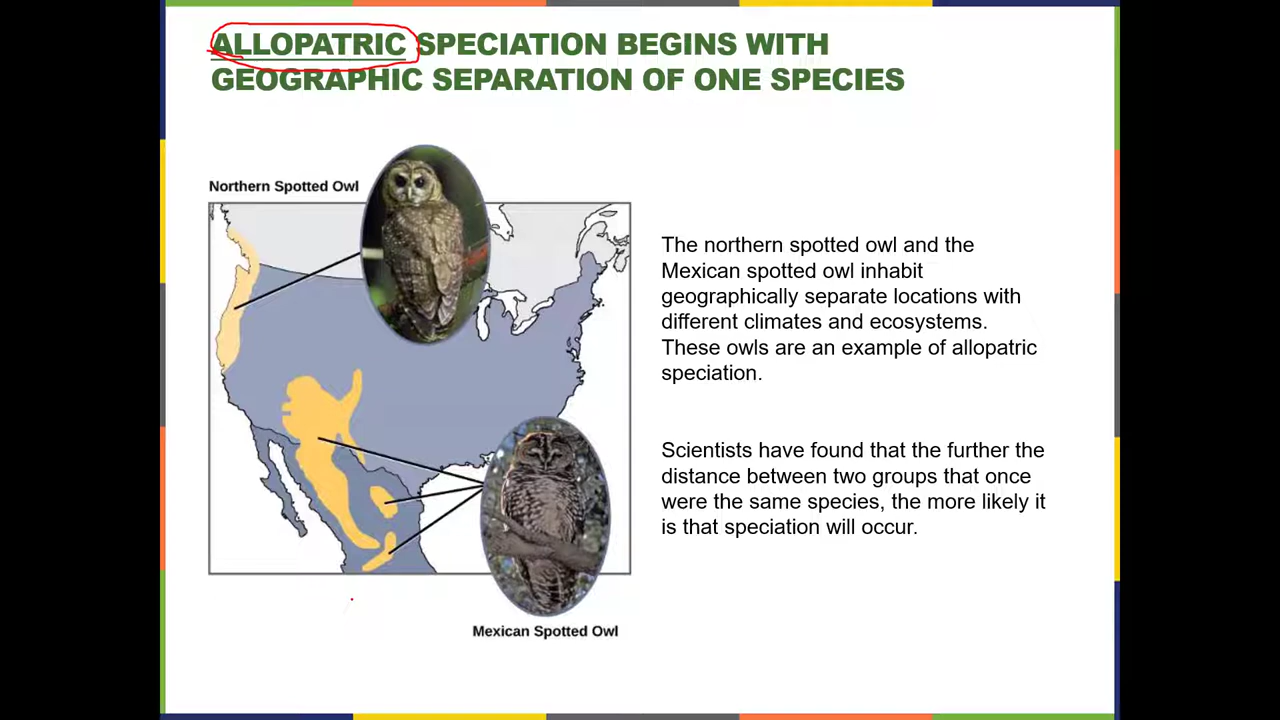 ALLOPATRIC SPECIATION BEGINS WITH
GEOGRAPHIC SEPARATION OF ONE SPECIES
Northern Spotted Owl
The northern spotted owl and the
Mexican spotted owl inhabit
geographically separate locations with
different climates and ecosystems.
These owls are an example of allopatric
speciation.
Scientists have found that the further the
distance between two groups that once
were the same species, the more likely it
is that speciation will occur.
Mexican Spotted Owl